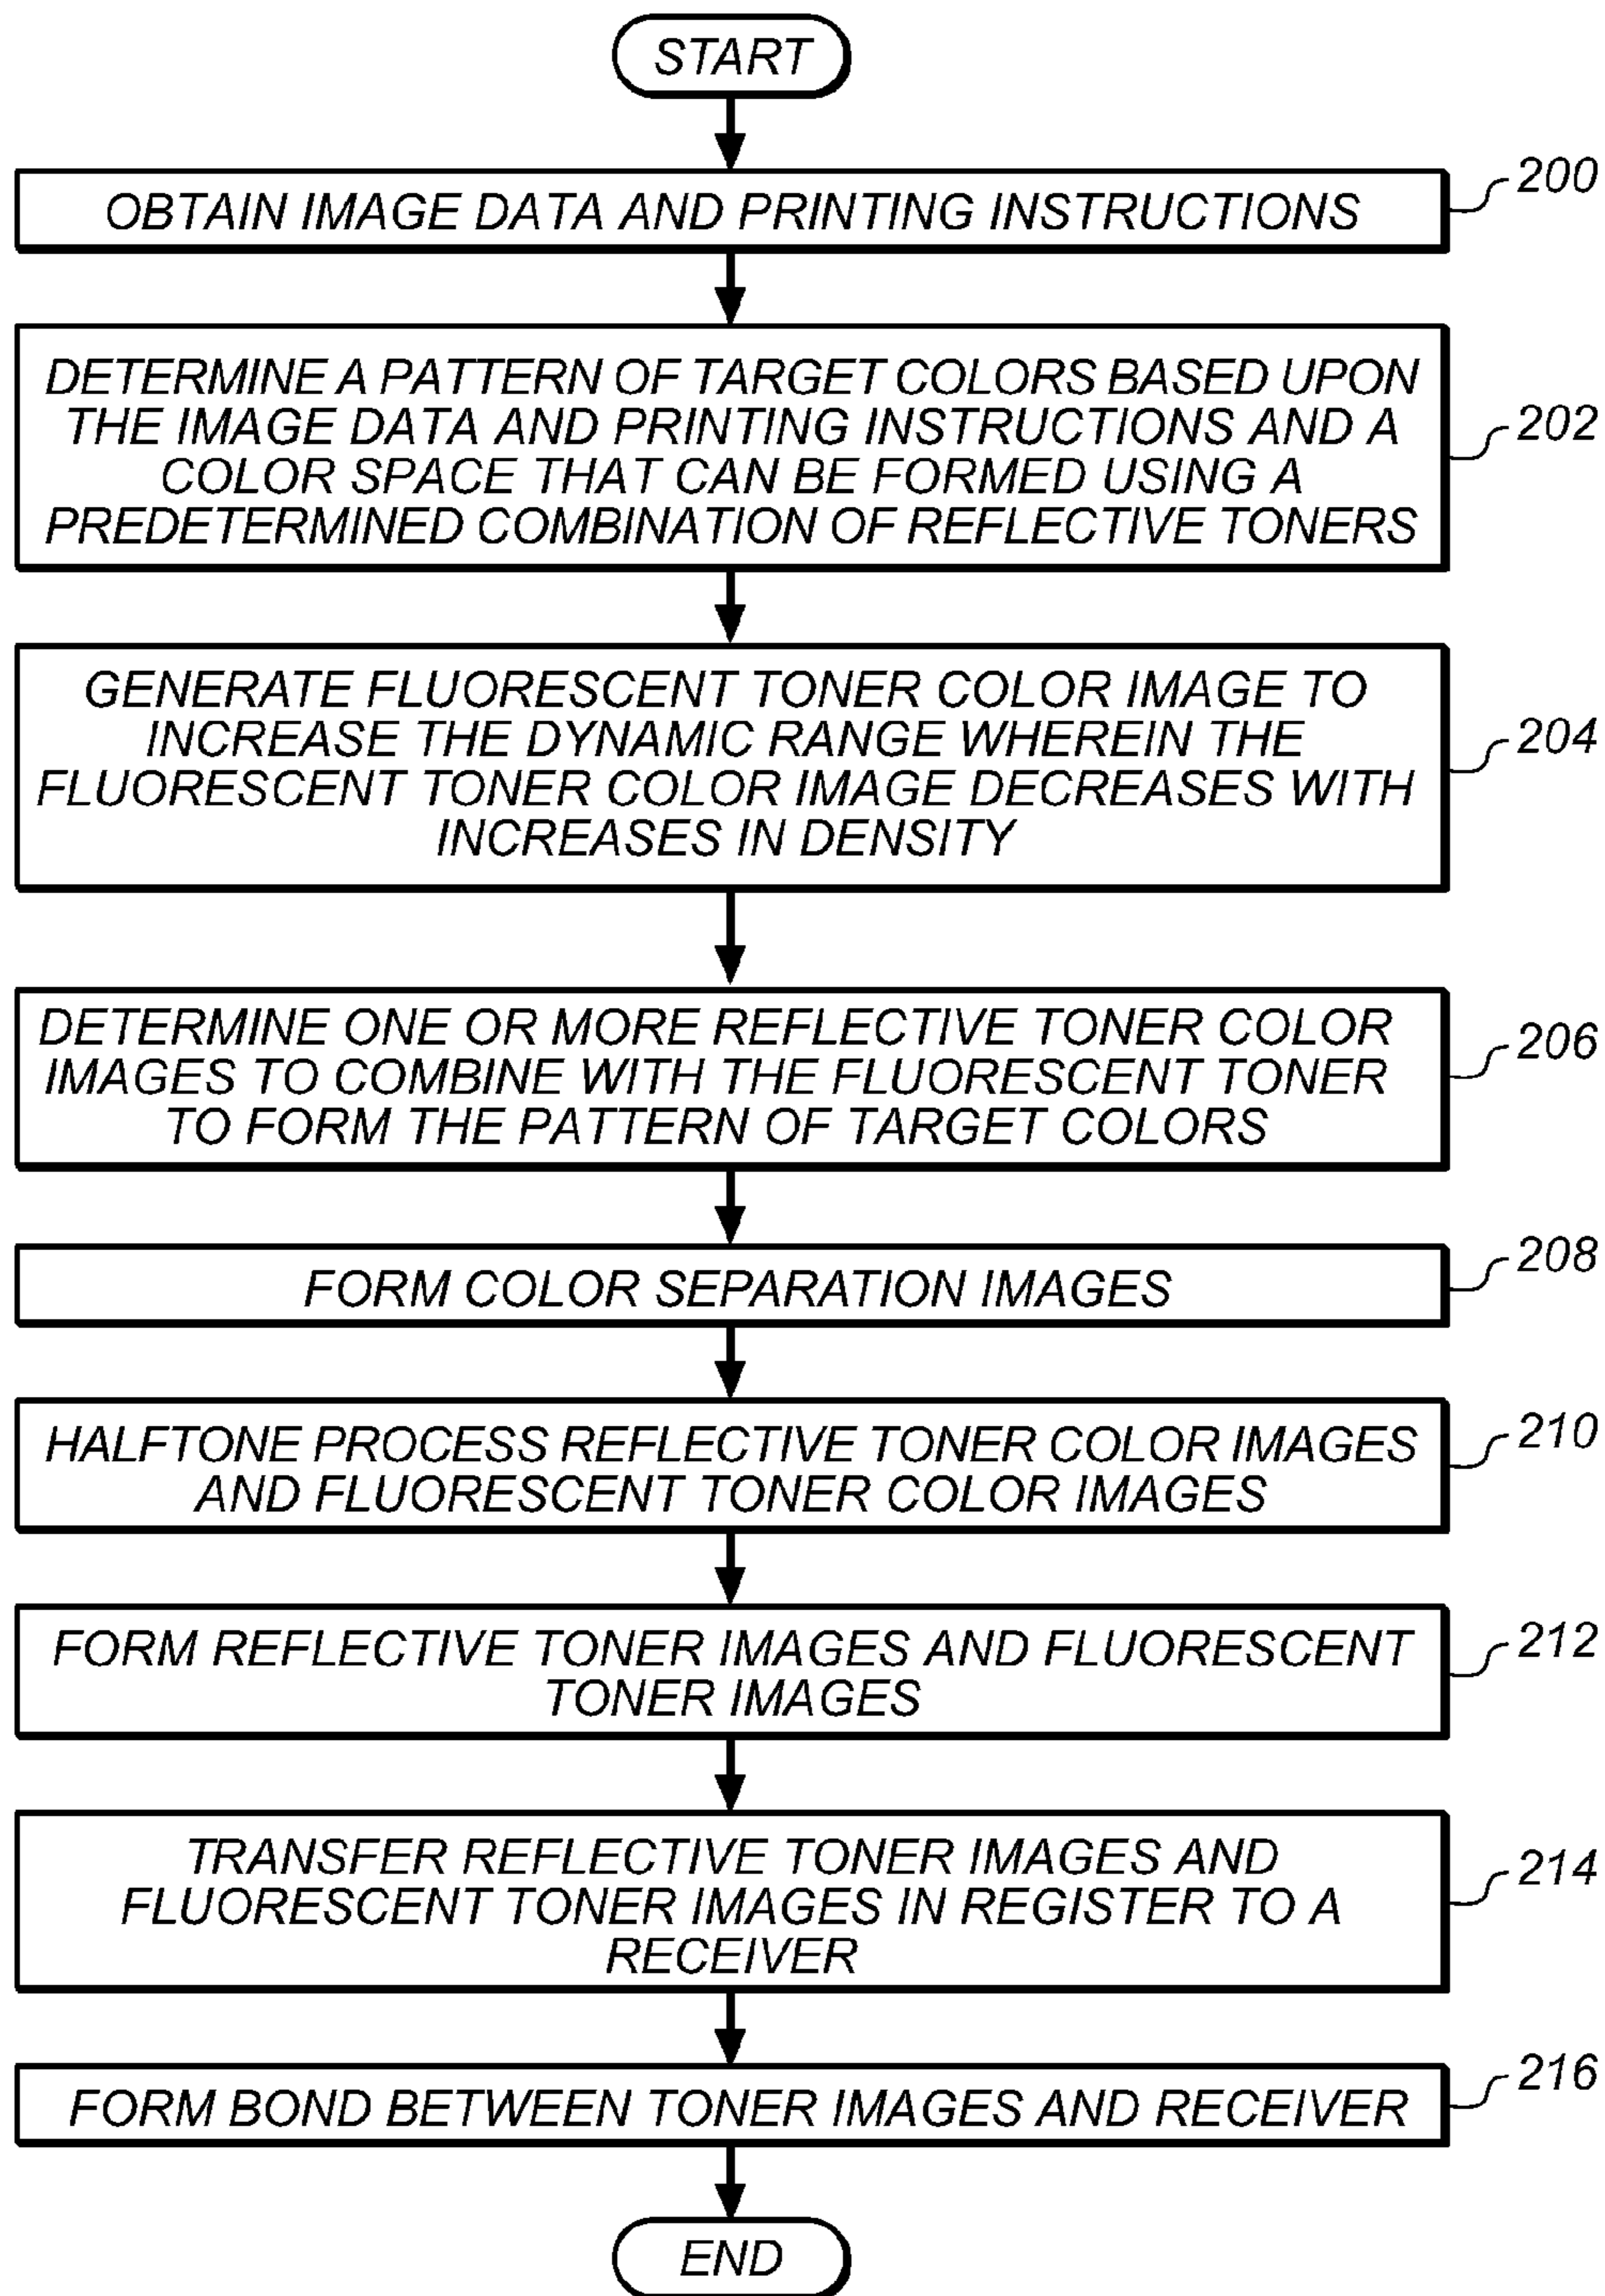 START
OBTAIN IMAGE DATA AND PRINTING INSTRUCTIONS
200
DETERMINE A PATTERN OF TARGET COLORS BASED UPON
THE IMAGE DATA AND PRINTING INSTRUCTIONS AND A
COLOR SPACE THAT CAN BE FORMED USING A
PREDETERMINED COMBINATION OF REFLECTIVE TONERS
202
GENERATE FLUORESCENT TONER COLOR IMAGE TO
INCREASE THE DYNAMIC RANGE WHEREIN THE
FLUORESCENT TONER COLOR IMAGE DECREASES WITH
INCREASES IN DENSITY
204
DETERMINE ONE OR MORE REFLECTIVE TONER COLOR
IMAGES TO COMBINE WITH THE FLUORESCENT TONER
TO FORM THE PATTERN OF TARGET COLORS
206
FORM COLOR SEPARATION IMAGES
208
HALFTONE PROCESS REFLECTIVE TONER COLOR IMAGES
AND FLUORESCENT TONER COLOR IMAGES
210
FORM REFLECTIVE TONER IMAGES AND FLUORESCENT
TONER IMAGES
212
TRANSFER REFLECTIVE TONER IMAGES AND
FLUORESCENT TONER IMAGES IN REGISTER TO A
RECEIVER
214
FORM BOND BETWEEN TONER IMAGES AND RECEIVER
216
END